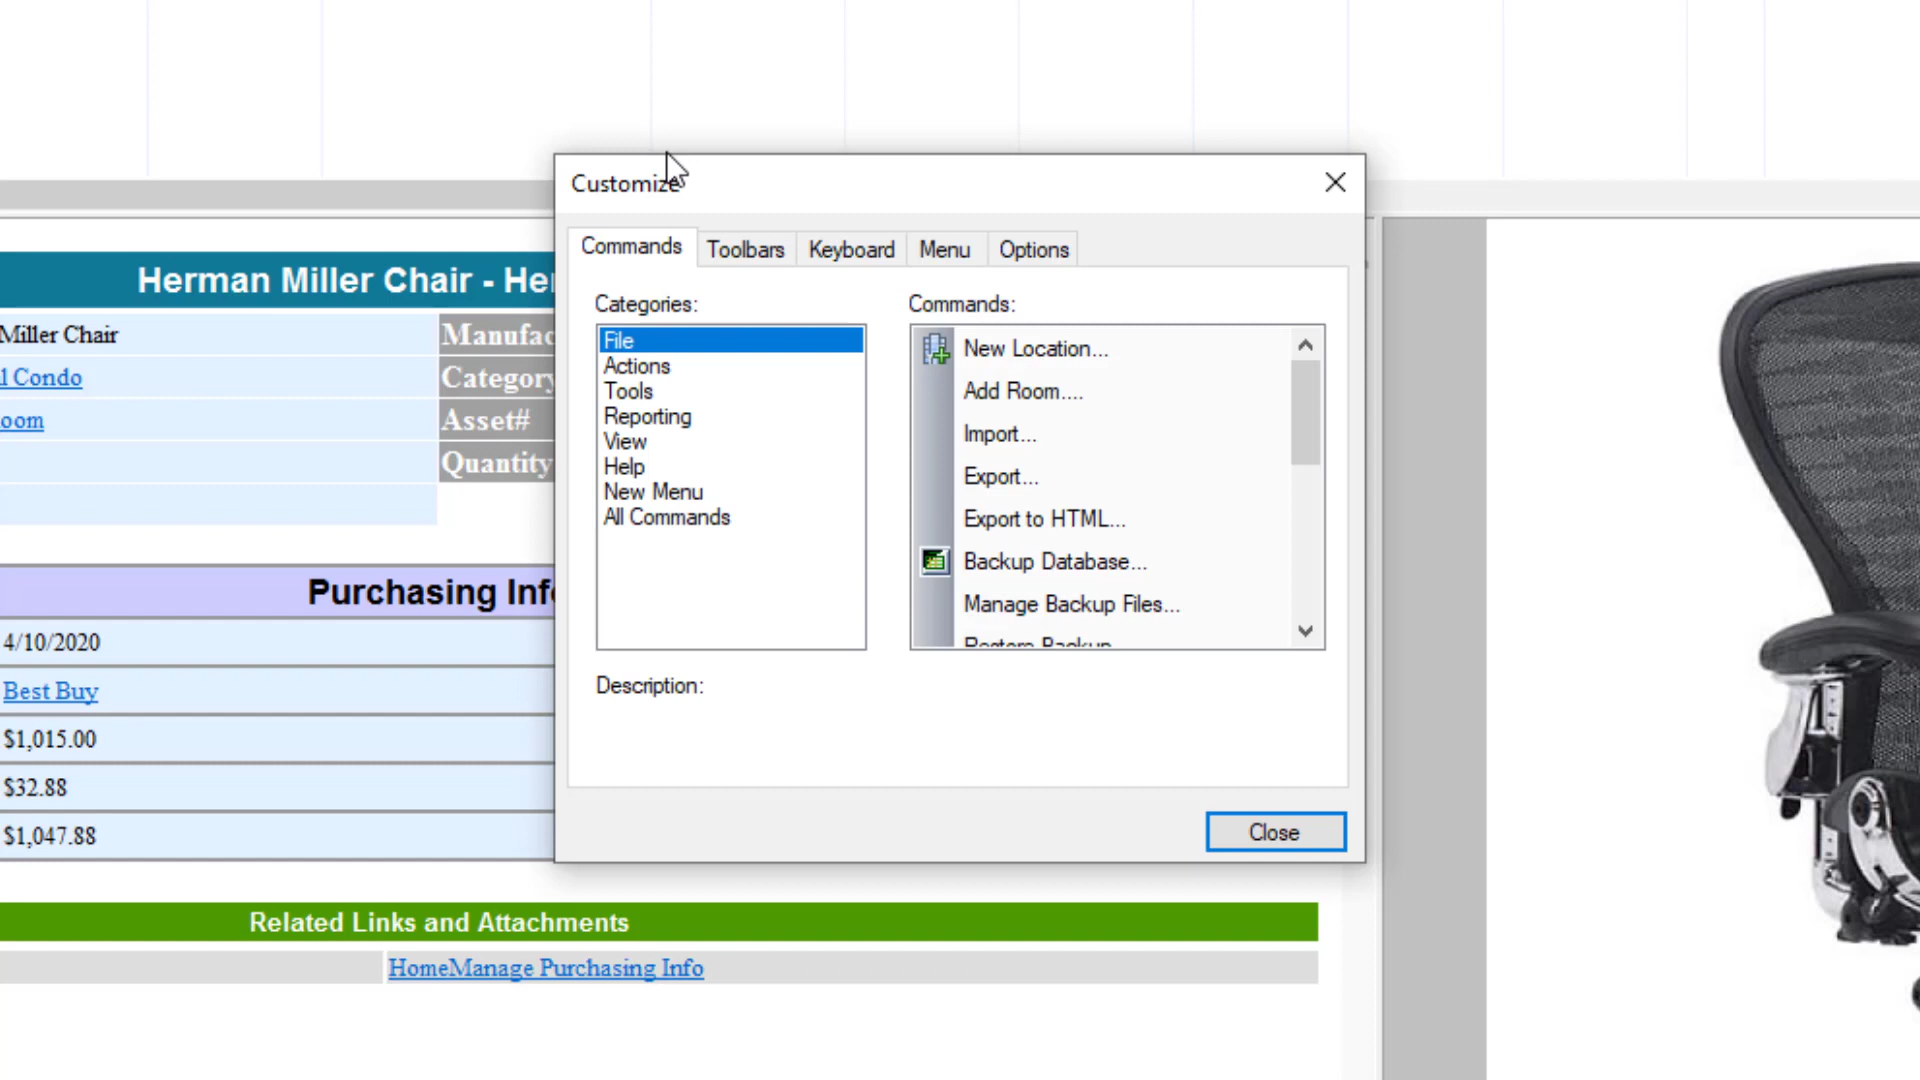 Customize
Commands
Toolbars
Keyboard
Menu
Options
Categories:
Commands:
File
Actions
Tools
Reporting
View
Help
New Menu
All Commands
New Location...
Add Room....
Import...
Export...
Export to HTML...
Backup Database...
Manage Backup Files...
Restore Backup
Description:
Close
Herman Miller Chair - He
Miller Chair
Manufac
l Condo
Category
oom
Asset#
Quantity
Purchasing Inf
4/10/2020
Best Buy
$1,015.00
$32.88
$1,047.88
Related Links and Attachments
HomeManage Purchasing Info